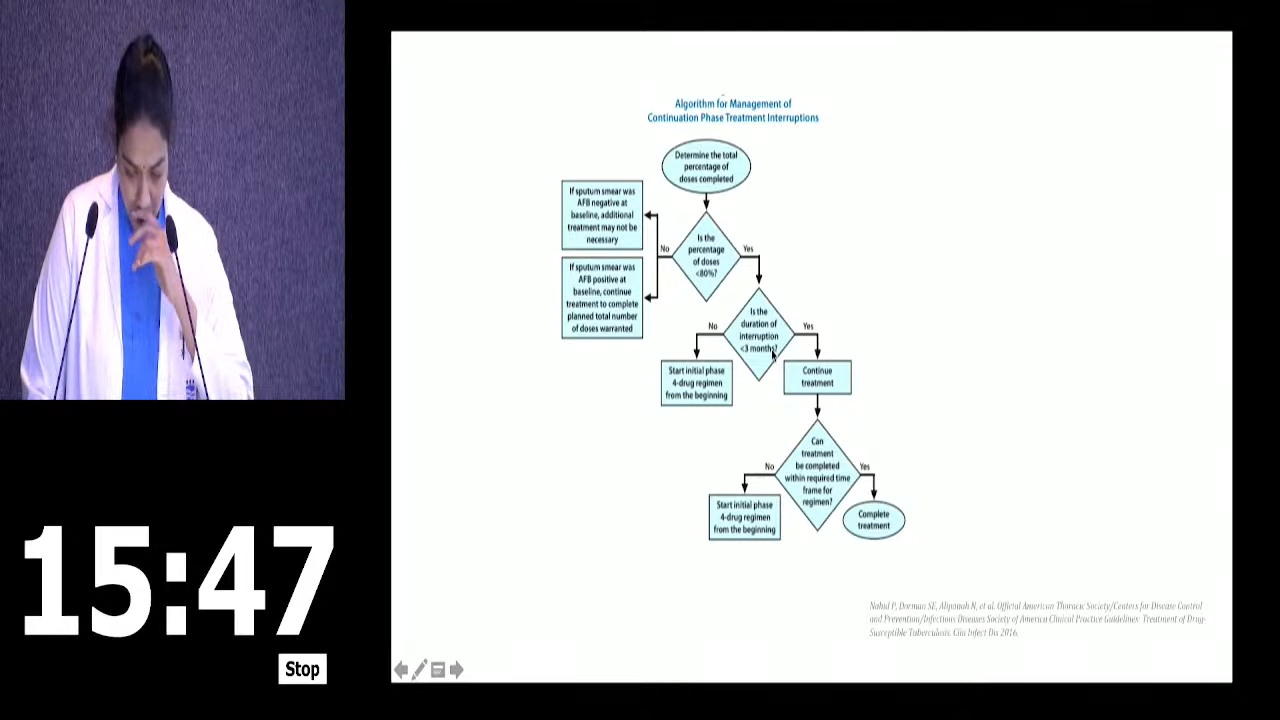 Algorithm for Management of
Continuation Phase Treatment Interruptions
Determine the total
percentage of
doses completed
If sputum smear was
AFB negative at
baseline, additional
treatment may not be
necessary
No
Is the
percentage
of doses
<80%?
Yes
If sputum smear was
AFB positive at
baseline, continue
treatment to complete
planned total number
of doses warranted
No
Is the
duration of
interruption
<3 months?
Yes
Start initial phase
4-drug regimen
from the beginning
Continue
treatment
No
Can
treatment
be completed
within required time
frame for
regimen?
Yes
Start initial phase
4-drug regimen
from the beginning
Complete
treatment
Nahid P, Dorman SE, Alipanah N, et al. Official American Thoracic Society/Centers for Disease Control
and Prevention/Infectious Diseases Society of America Clinical Practice Guidelines: Treatment of Drug-
Susceptible Tuberculosis. Clin Infect Dis 2016.
15:47
Stop